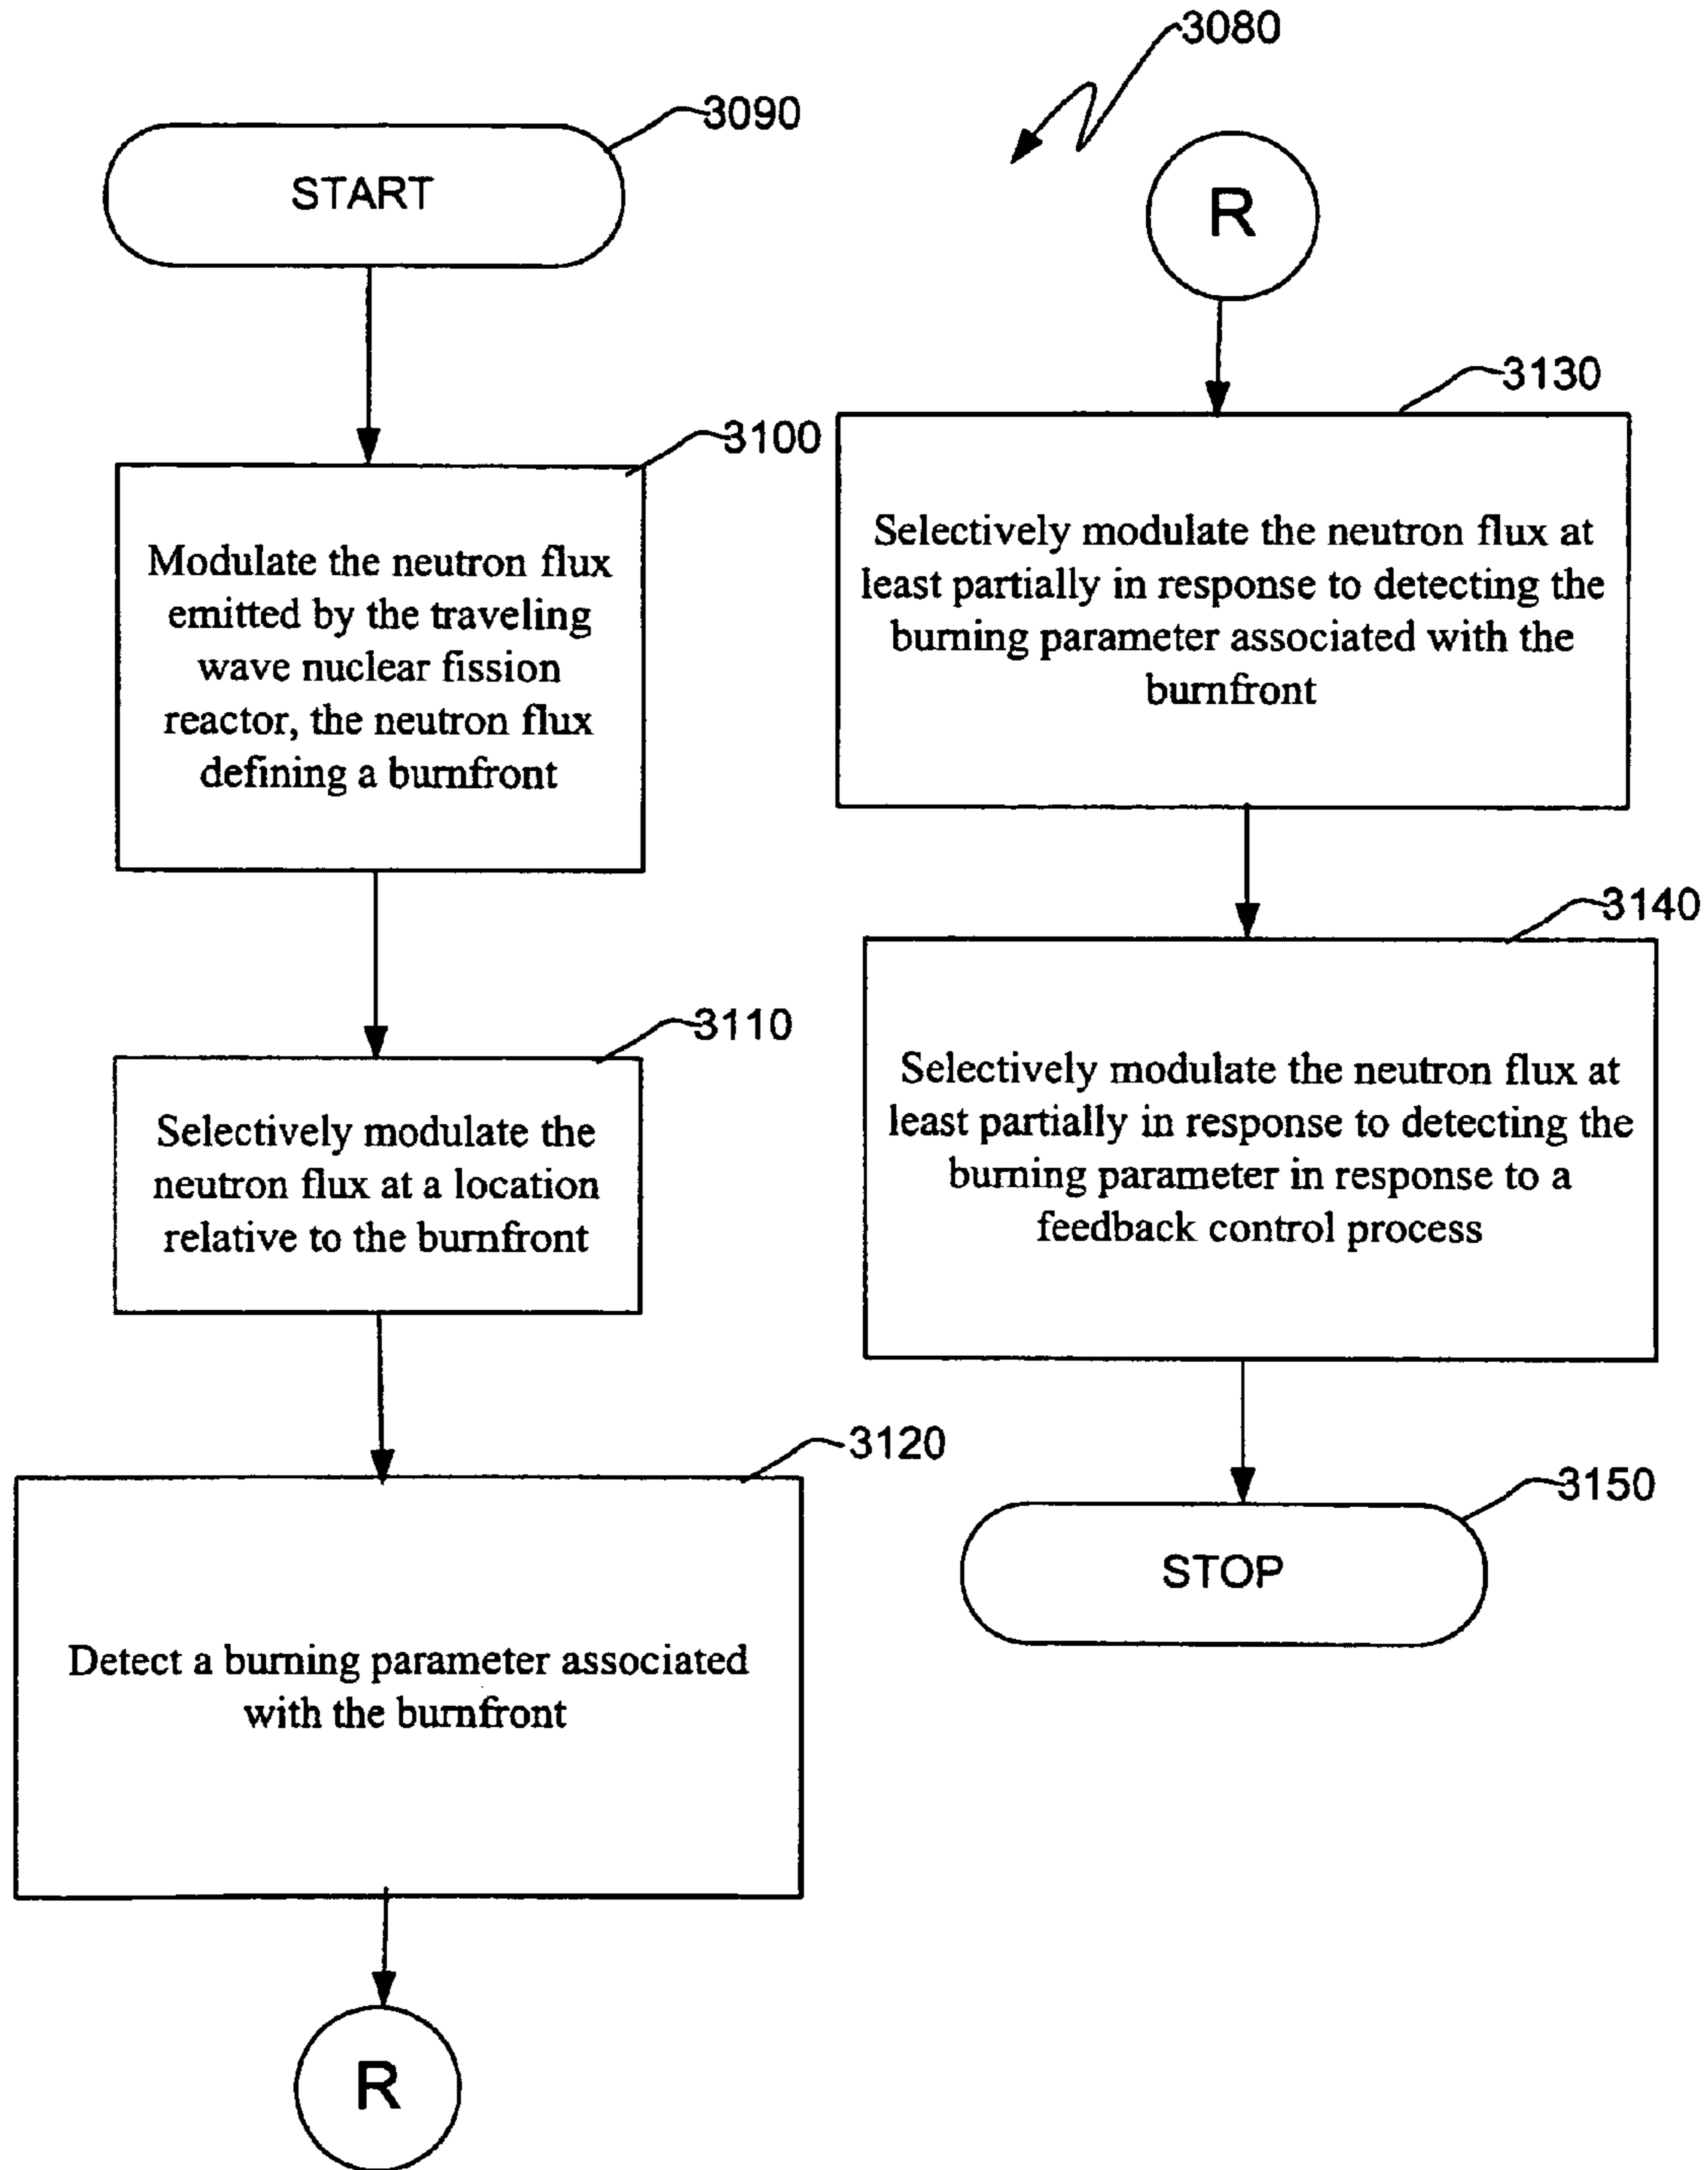 3080
3090
START
3100
Modulate the neutron flux
emitted by the traveling
wave nuclear fission
reactor, the neutron flux
defining a burnfront
3110
Selectively modulate the
neutron flux at a location
relative to the burnfront
3120
Detect a burning parameter associated
with the burnfront
R
R
3130
Selectively modulate the neutron flux at
least partially in response to detecting the
burning parameter associated with the
burnfront
3140
Selectively modulate the neutron flux at
least partially in response to detecting the
burning parameter in response to a
feedback control process
3150
STOP